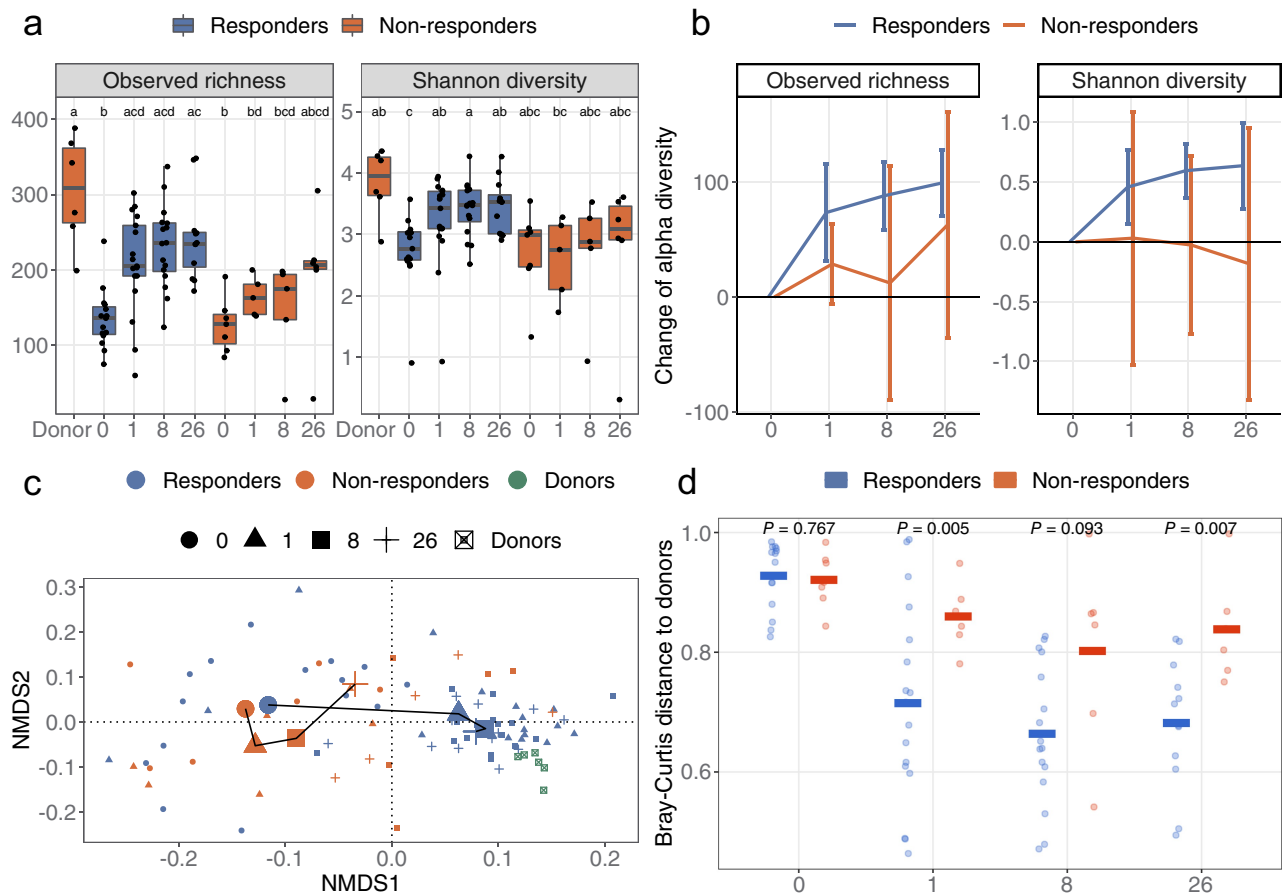 a
Responders Non-responders
Observed richness
Shannon diversity
a b acd acd ac b bd bcd abcd
ab c ab a ab abc bc abc abc
400
300
200
100
5
4
3
2
1
Donor 0 1 8 26 0 1 8 26
Donor 0 1 8 26 0 1 8 26
b
Responders Non-responders
Observed richness
Shannon diversity
Change of alpha diversity
100
0
-100
1.0
0.5
0.0
-0.5
-1.0
0 1 8 26
0 1 8 26
c
Responders Non-responders Donors
0 1 8 26 Donors
NMDS2
0.3
0.2
0.1
0.0
-0.1
-0.2
-0.2 -0.1 0.0 0.1 0.2
NMDS1
d
Responders Non-responders
P = 0.767 P = 0.005 P = 0.093 P = 0.007
Bray-Curtis distance to donors
1.0
0.8
0.6
0 1 8 26